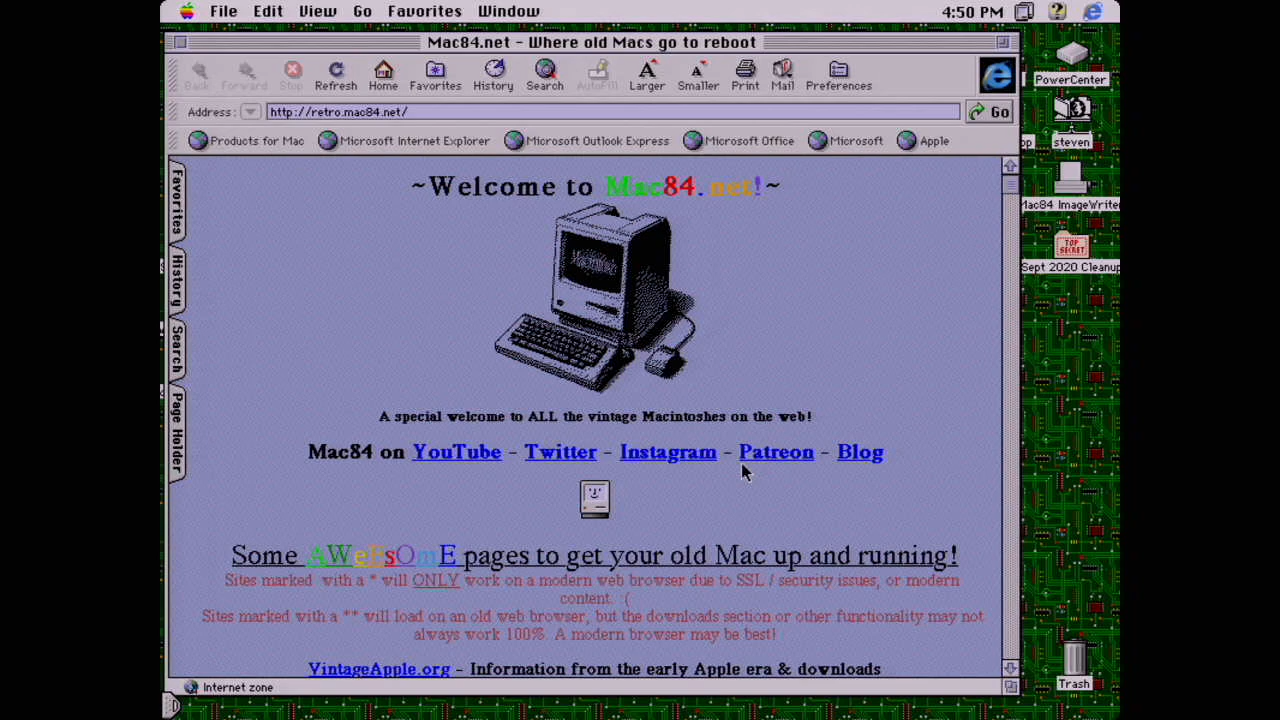 File Edit View Go Favorites Window
4:50 PM
Mac84.net - Where old Macs go to reboot
Back Forward Stop Refresh Home Favorites History Search AutoFill Larger Smaller Print Mail Preferences
Address: http://retro.mac84.net/ Go
Products for Mac Microsoft Internet Explorer Microsoft Outlook Express Microsoft Office Microsoft Apple
Favorites
History
Search
Page Holder
~Welcome to Mac84.net!~
A special welcome to ALL the vintage Macintoshes on the web!
Mac84 on YouTube - Twitter - Instagram - Patreon - Blog
Some AWeEsOmE pages to get your old Mac up and running!
Sites marked with a * will ONLY work on a modern web browser due to SSL / security issues, or modern
content. :(
Sites marked with a ** will load on an old web browser, but the downloads section or other functionality may not
always work 100%. A modern browser may be best!
VintageApple.org - Information from the early Apple era & downloads
Internet zone
PowerCenter
op
steven
Mac84 ImageWriter
TOP
SECRET
Sept 2020 Cleanup
Trash